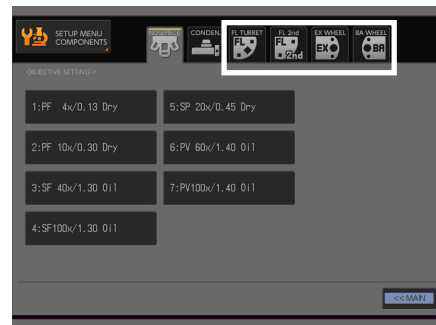 SETUP MENU
COMPONENTS
NOSEPIECE
CONDEN.
FL TURRET
FL 2nd
EX WHEEL
BA WHEEL
FL
FL
2nd
EX
BA
OBJECTIVE SETTING >
1:PF 4x/0.13 Dry
5:SP 20x/0.45 Dry
2:PF 10x/0.30 Dry
6:PV 60x/1.40 Oil
3:SF 40x/1.30 Oil
7:PV100x/1.40 Oil
4:SF100x/1.30 Oil
<< MAIN